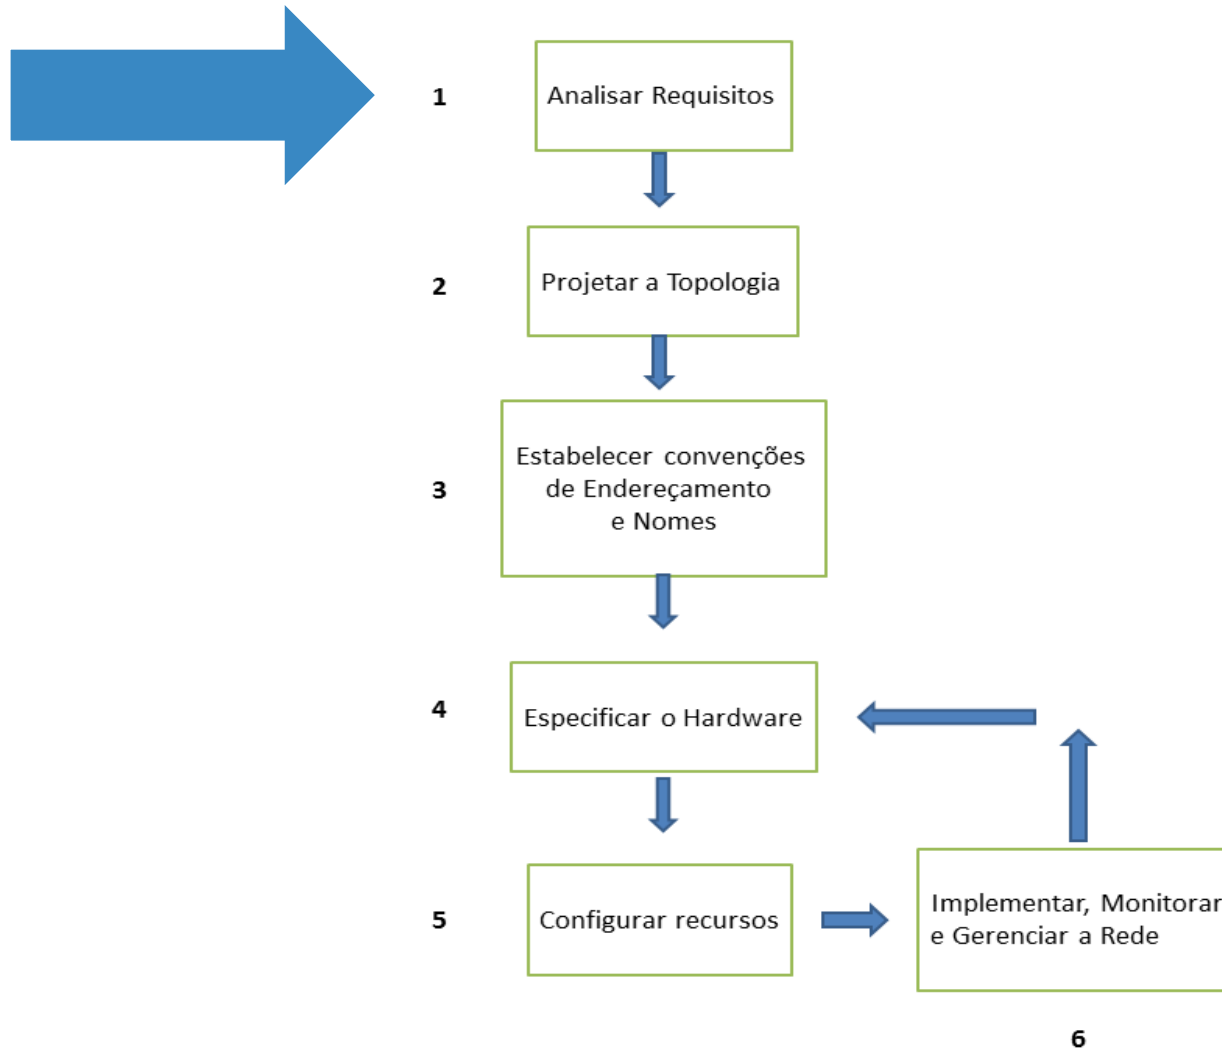 1
Analisar Requisitos
2
Projetar a Topologia
3
Estabelecer convenções
de Endereçamento
e Nomes
4
Especificar o Hardware
5
Configurar recursos
Implementar, Monitorar
e Gerenciar a Rede
6